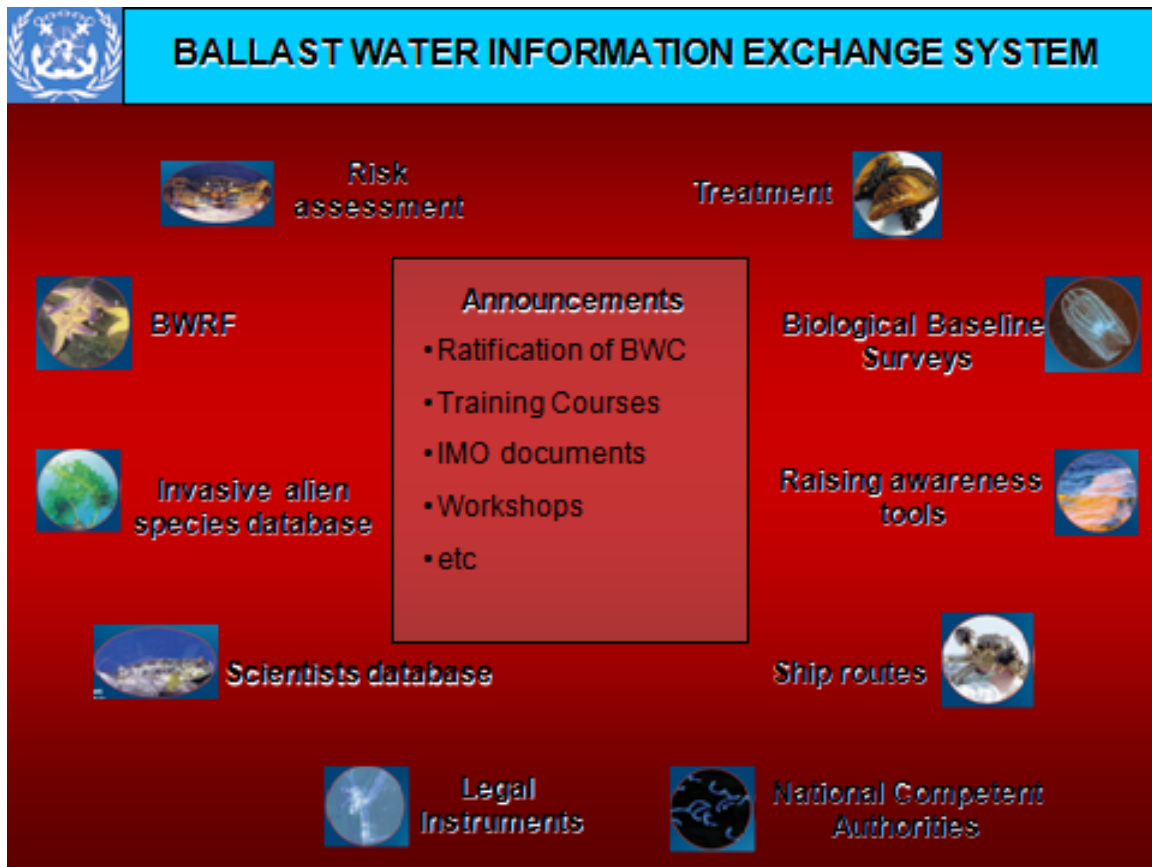 BALLAST WATER INFORMATION EXCHANGE SYSTEM
Risk
assessment
Treatment
BWRF
Announcements
• Ratification of BWC
• Training Courses
• IMO documents
• Workshops
• etc
Biological Baseline
Surveys
Invasive alien
species database
Raising awareness
tools
Scientists database
Ship routes
Legal
Instruments
National Competent
Authorities